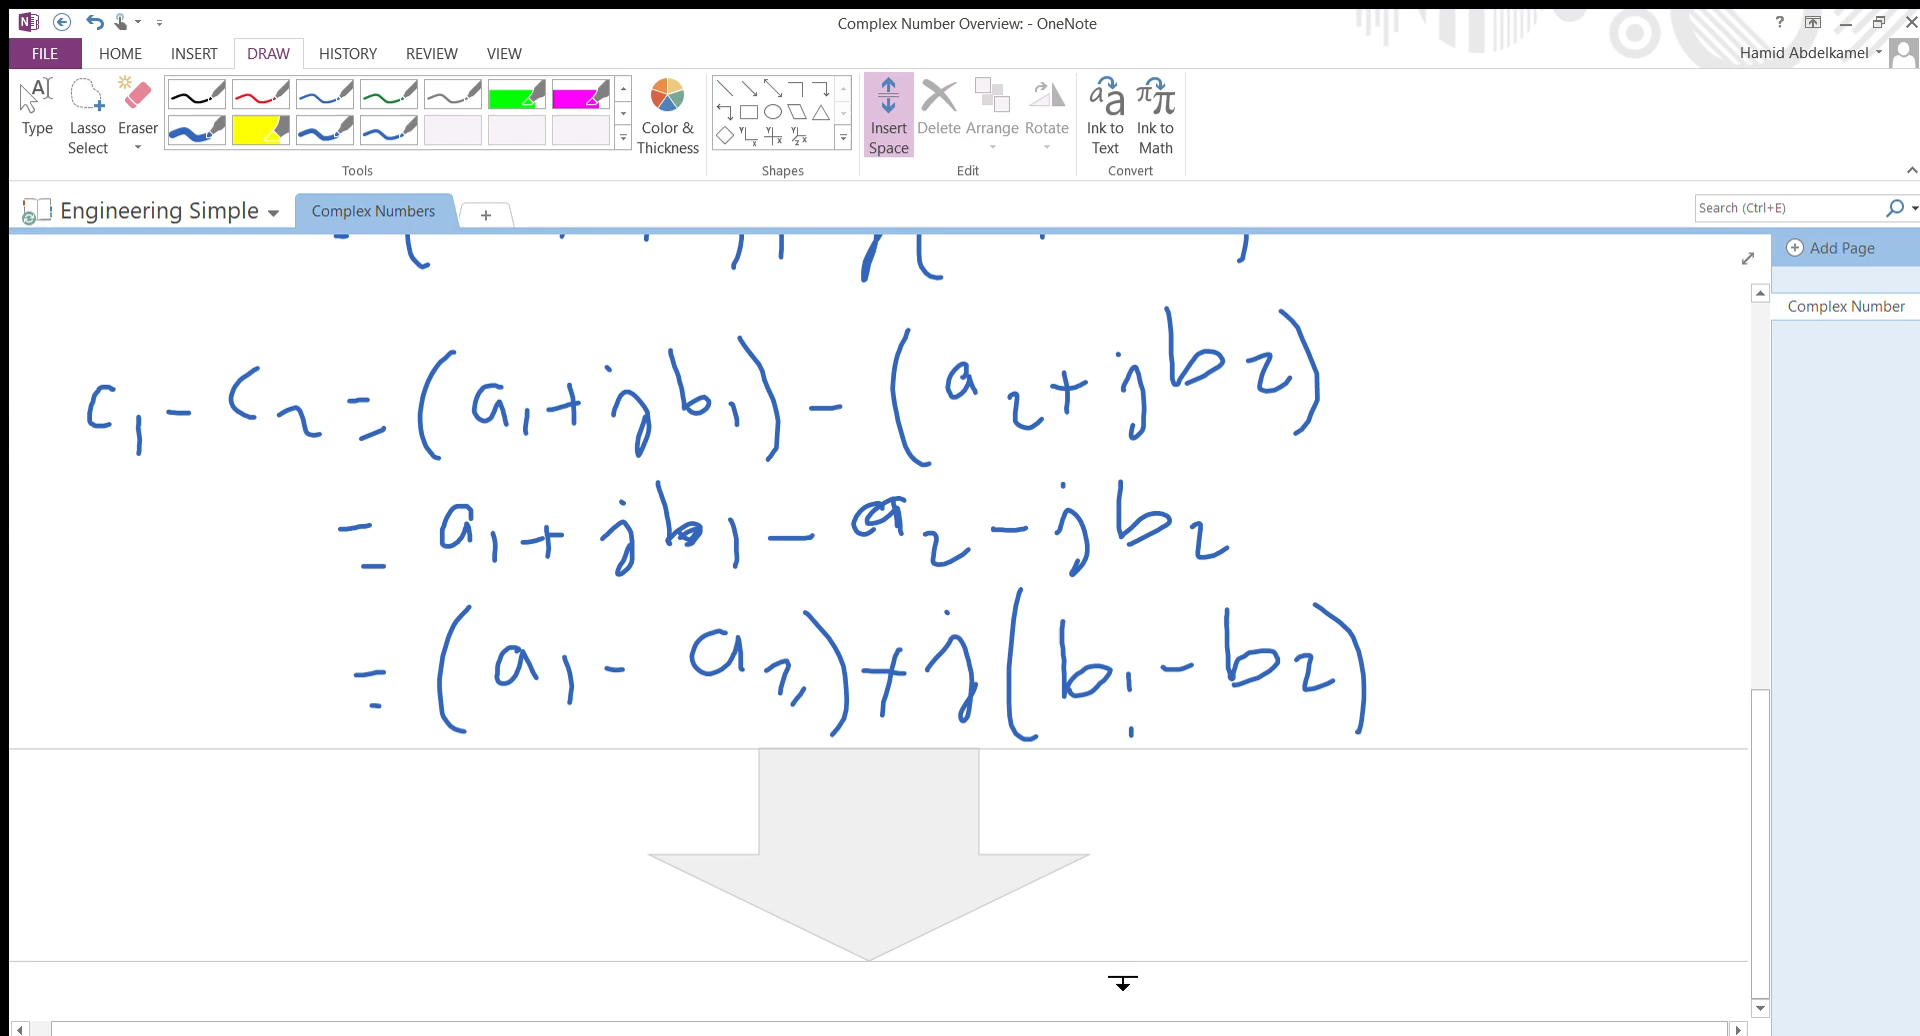 Complex Number Overview: - OneNote
?
FILE HOME INSERT DRAW HISTORY REVIEW VIEW
Hamid Abdelkamel
Type
Lasso Select
Eraser
Color & Thickness
Insert Space
Delete
Arrange
Rotate
Ink to Text
Ink to Math
Tools Shapes Edit Convert
Engineering Simple
Complex Numbers
+
Search (Ctrl+E)
Add Page
Complex Number
c₁ - c₂ = (a₁ + jb₁) - (a₂ + jb₂)
= a₁ + jb₁ - a₂ - jb₂
= (a₁ - a₂) + j(b₁ - b₂)